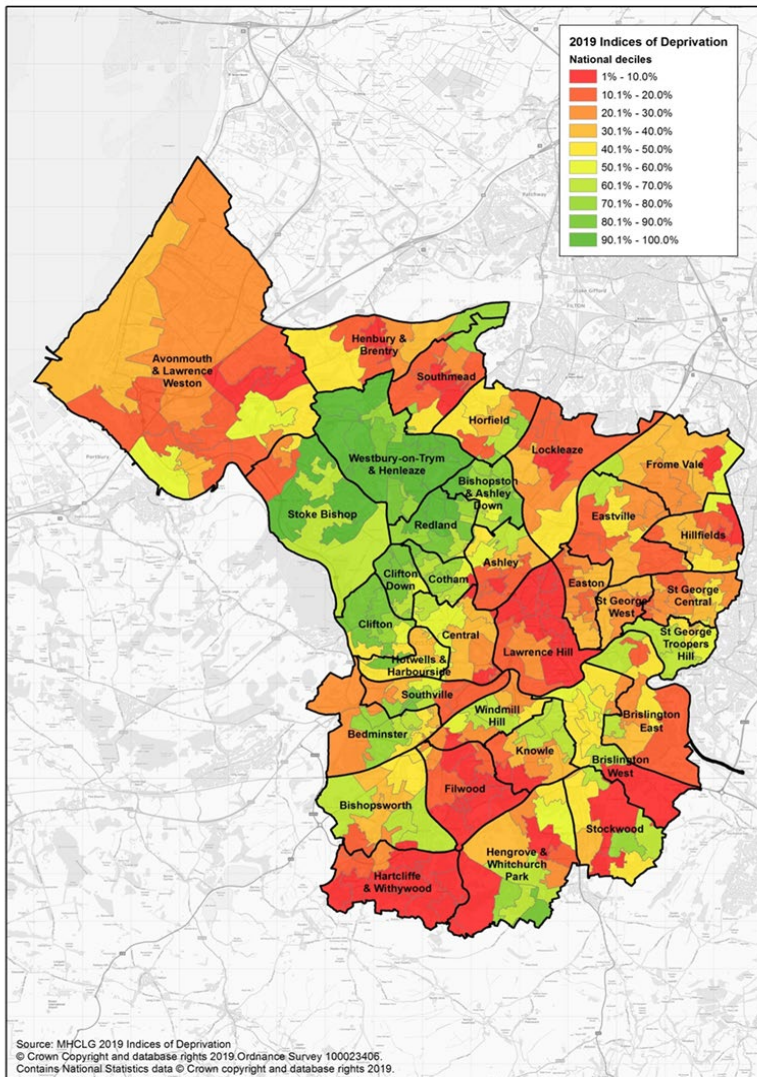 2019 Indices of Deprivation
National deciles
1% - 10.0%
10.1% - 20.0%
20.1% - 30.0%
30.1% - 40.0%
40.1% - 50.0%
50.1% - 60.0%
60.1% - 70.0%
70.1% - 80.0%
80.1% - 90.0%
90.1% - 100.0%
Patchway
Stoke Gifford
FILTON
Portbury
Avonmouth
& Lawrence
Weston
Henbury &
Brentry
Southmead
Horfield
Lockleaze
Frome Vale
Westbury-on-Trym
& Henleaze
Bishopston
& Ashley
Down
Stoke Bishop
Redland
Eastville
Hillfields
Ashley
Clifton
Down
Cotham
Easton
St George
West
St George
Central
Clifton
Central
Lawrence Hill
St George
Troopers
Hill
Hotwells &
Harbourside
Southville
Windmill
Hill
Bedminster
Knowle
Brislington
East
Brislington
West
Filwood
Bishopsworth
Stockwood
Hengrove &
Whitchurch
Park
Hartcliffe
& Withywood
Source: MHCLG 2019 Indices of Deprivation
© Crown Copyright and database rights 2019.Ordnance Survey 100023406.
Contains National Statistics data © Crown copyright and database rights 2019.